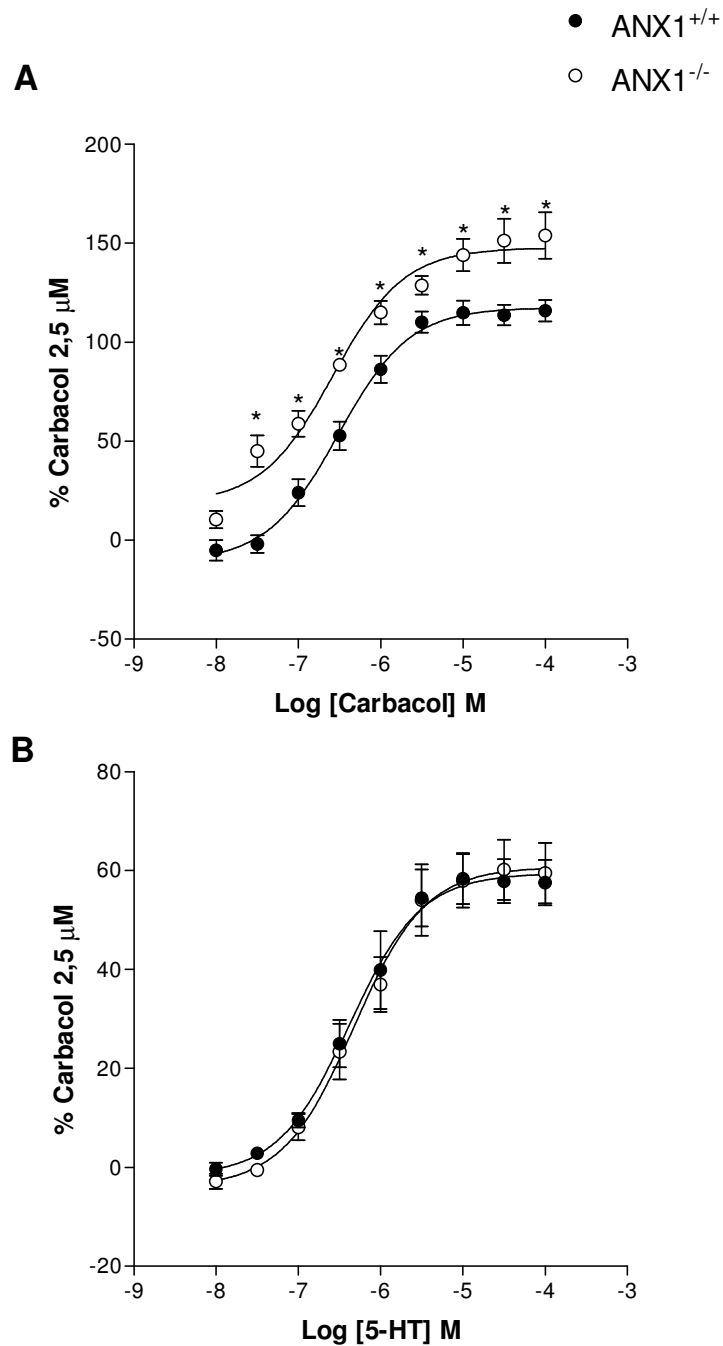 ANX1+/+
ANX1-/-
A
200
150
100
50
0
-50
% Carbacol 2,5 μM
* * * * * * * * *
-9 -8 -7 -6 -5 -4 -3
Log [Carbacol] M
B
80
60
40
20
0
-20
% Carbacol 2,5 μM
-9 -8 -7 -6 -5 -4 -3
Log [5-HT] M